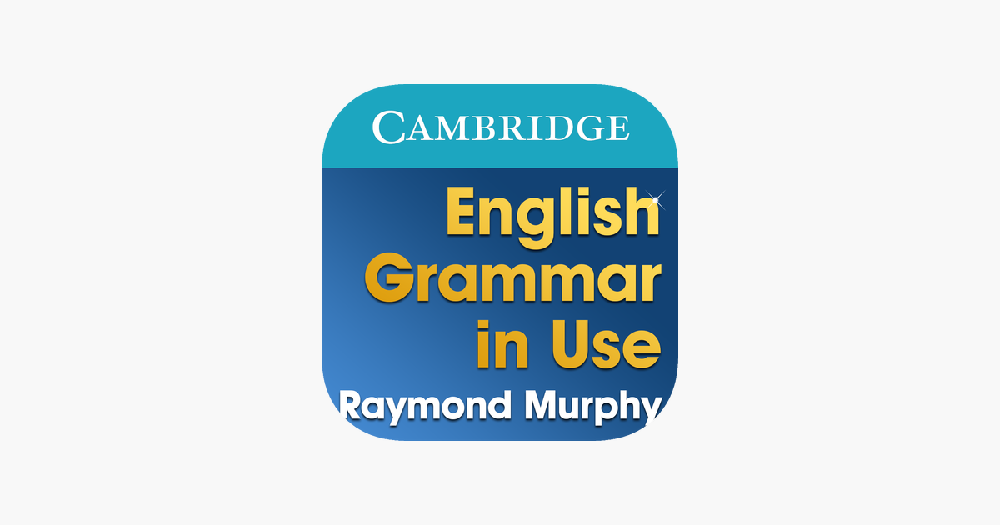 CAMBRIDGE
English
Grammar
in Use
Raymond Murphy